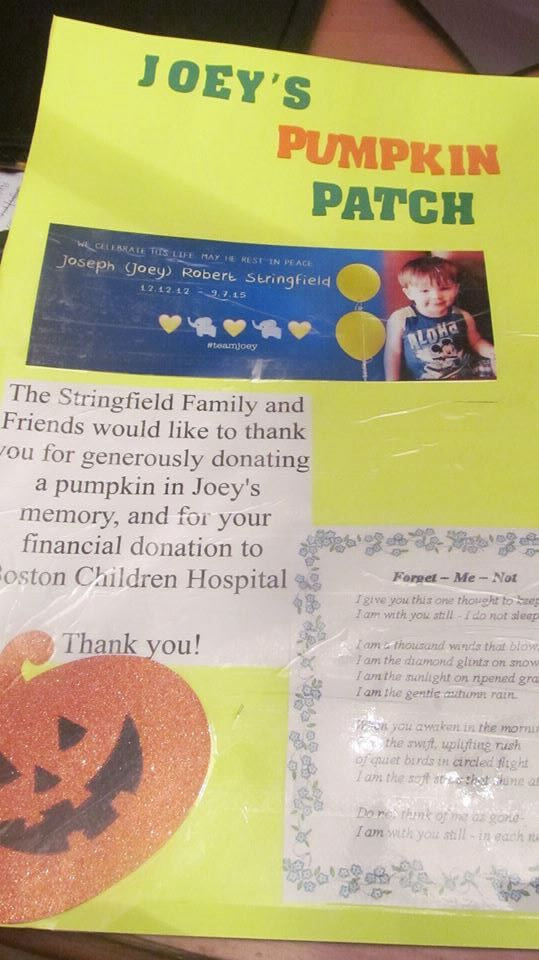 JOEY'S
PUMPKIN
PATCH
WE CELEBRATE HIS LIFE MAY HE REST IN PEACE
Joseph (Joey) Robert Stringfield
12.12.12 - 9.7.15
#teamjoey
ALOHA
The Stringfield Family and
Friends would like to thank
you for generously donating
a pumpkin in Joey's
memory, and for your
financial donation to
Boston Children Hospital
Thank you!
Forget – Me – Not
I give you this one thought to keep
I am with you still - I do not sleep
I am a thousand winds that blow
I am the diamond glints on snow
I am the sunlight on ripened gra
I am the gentle autumn rain.
When you awaken in the mornin
the swift, uplifting rush
of quiet birds in circled flight
I am the soft stars that shine at
Do not think of me as gone-
I am with you still - in each n